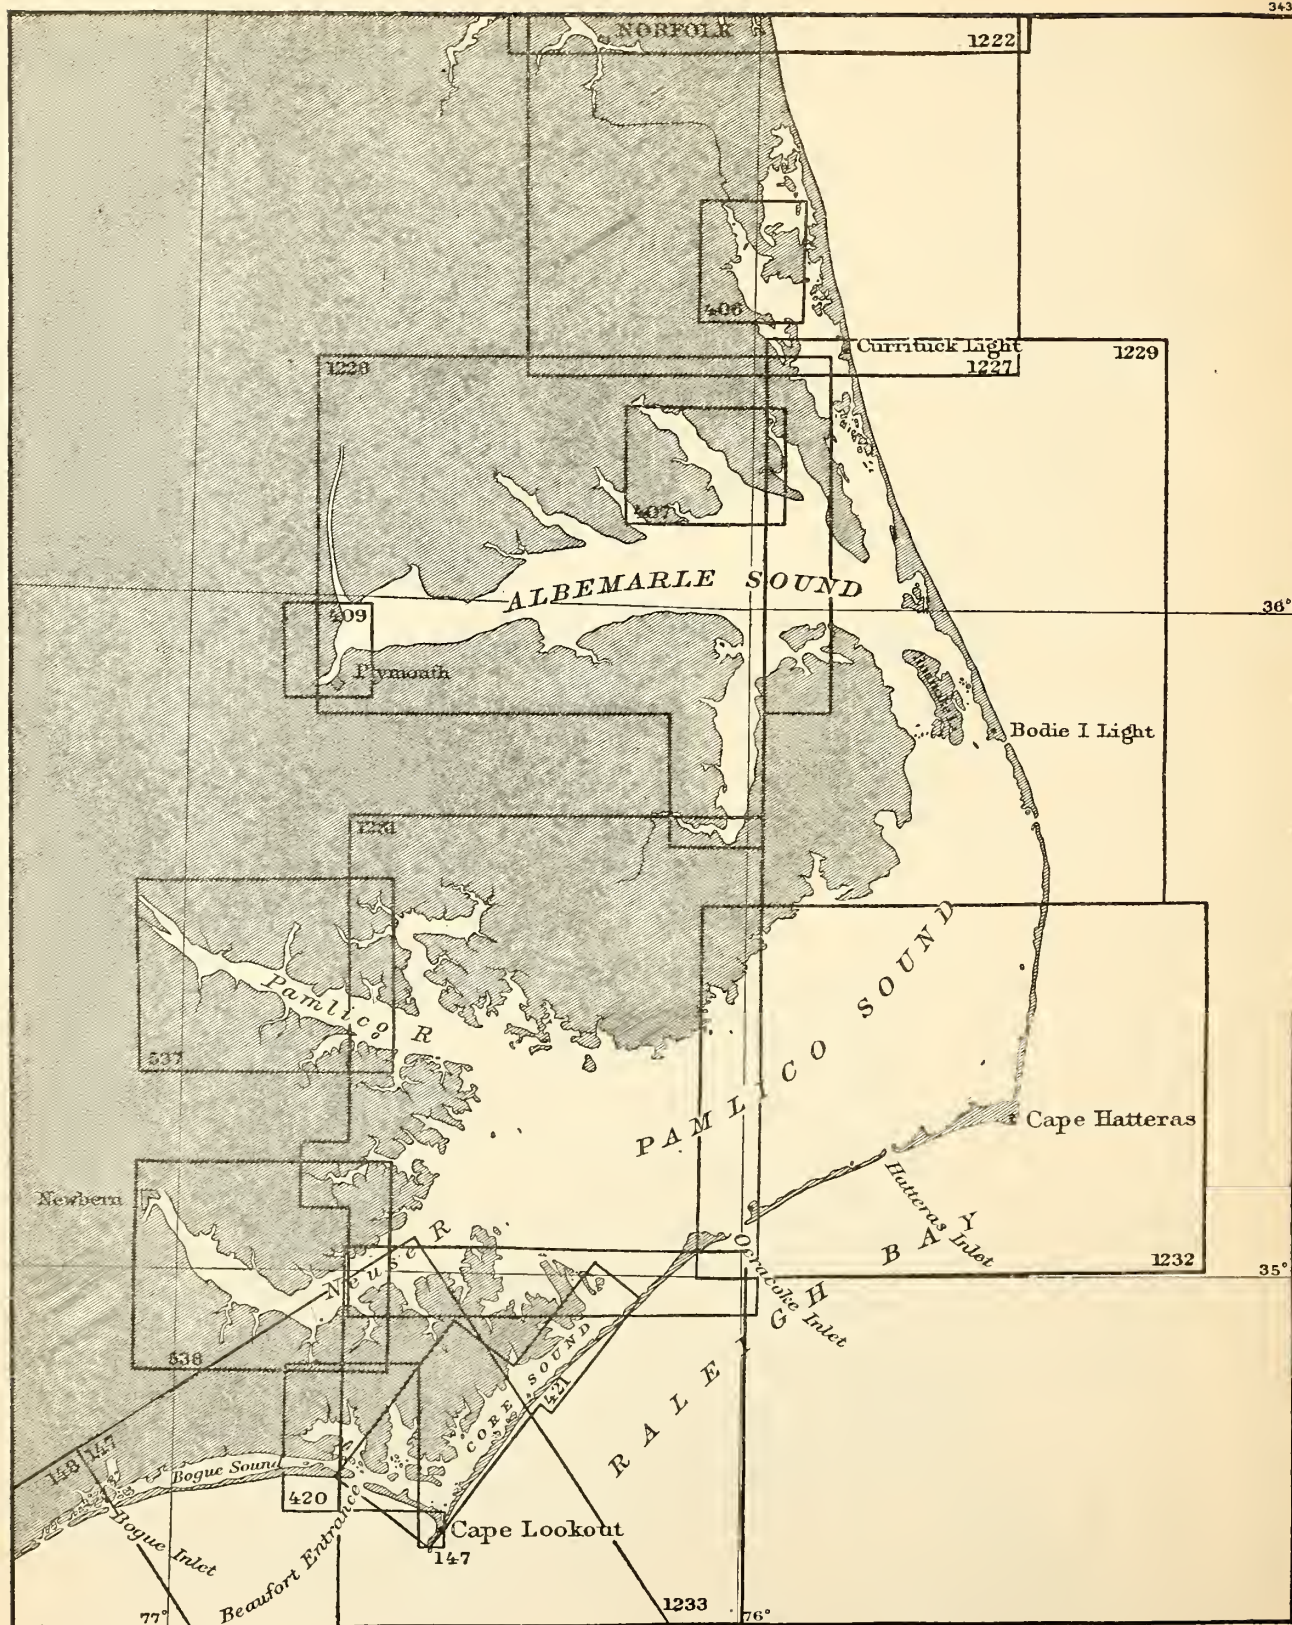 343
NORFOLK
1222
406
Currituck Light
1227
1229
1228
407
ALBEMARLE SOUND
36°
409
Plymouth
Bodie I Light
1231
PAMLICO SOUND
Pamlico R
537
Cape Hatteras
Newbern
Hatteras Inlet
1232
35°
Neuse R
Ocracoke Inlet
RALEIGH BAY
538
CORE SOUND
421
148
147
Bogue Sound
420
Bogue Inlet
Beaufort Entrance
Cape Lookout
147
1233
77°
76°